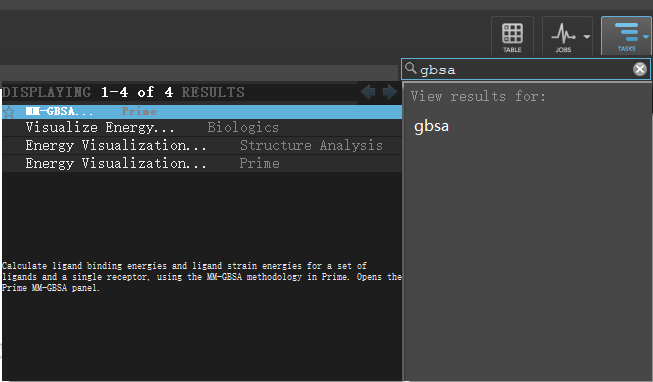 TABLE
JOBS
TASKS
gbsa
DISPLAYING 1-4 of 4 RESULTS
MM-GBSA... Prime
Visualize Energy... Biologics
Energy Visualization... Structure Analysis
Energy Visualization... Prime
View results for:
gbsa
Calculate ligand binding energies and ligand strain energies for a set of
ligands and a single receptor, using the MM-GBSA methodology in Prime. Opens the
Prime MM-GBSA panel.